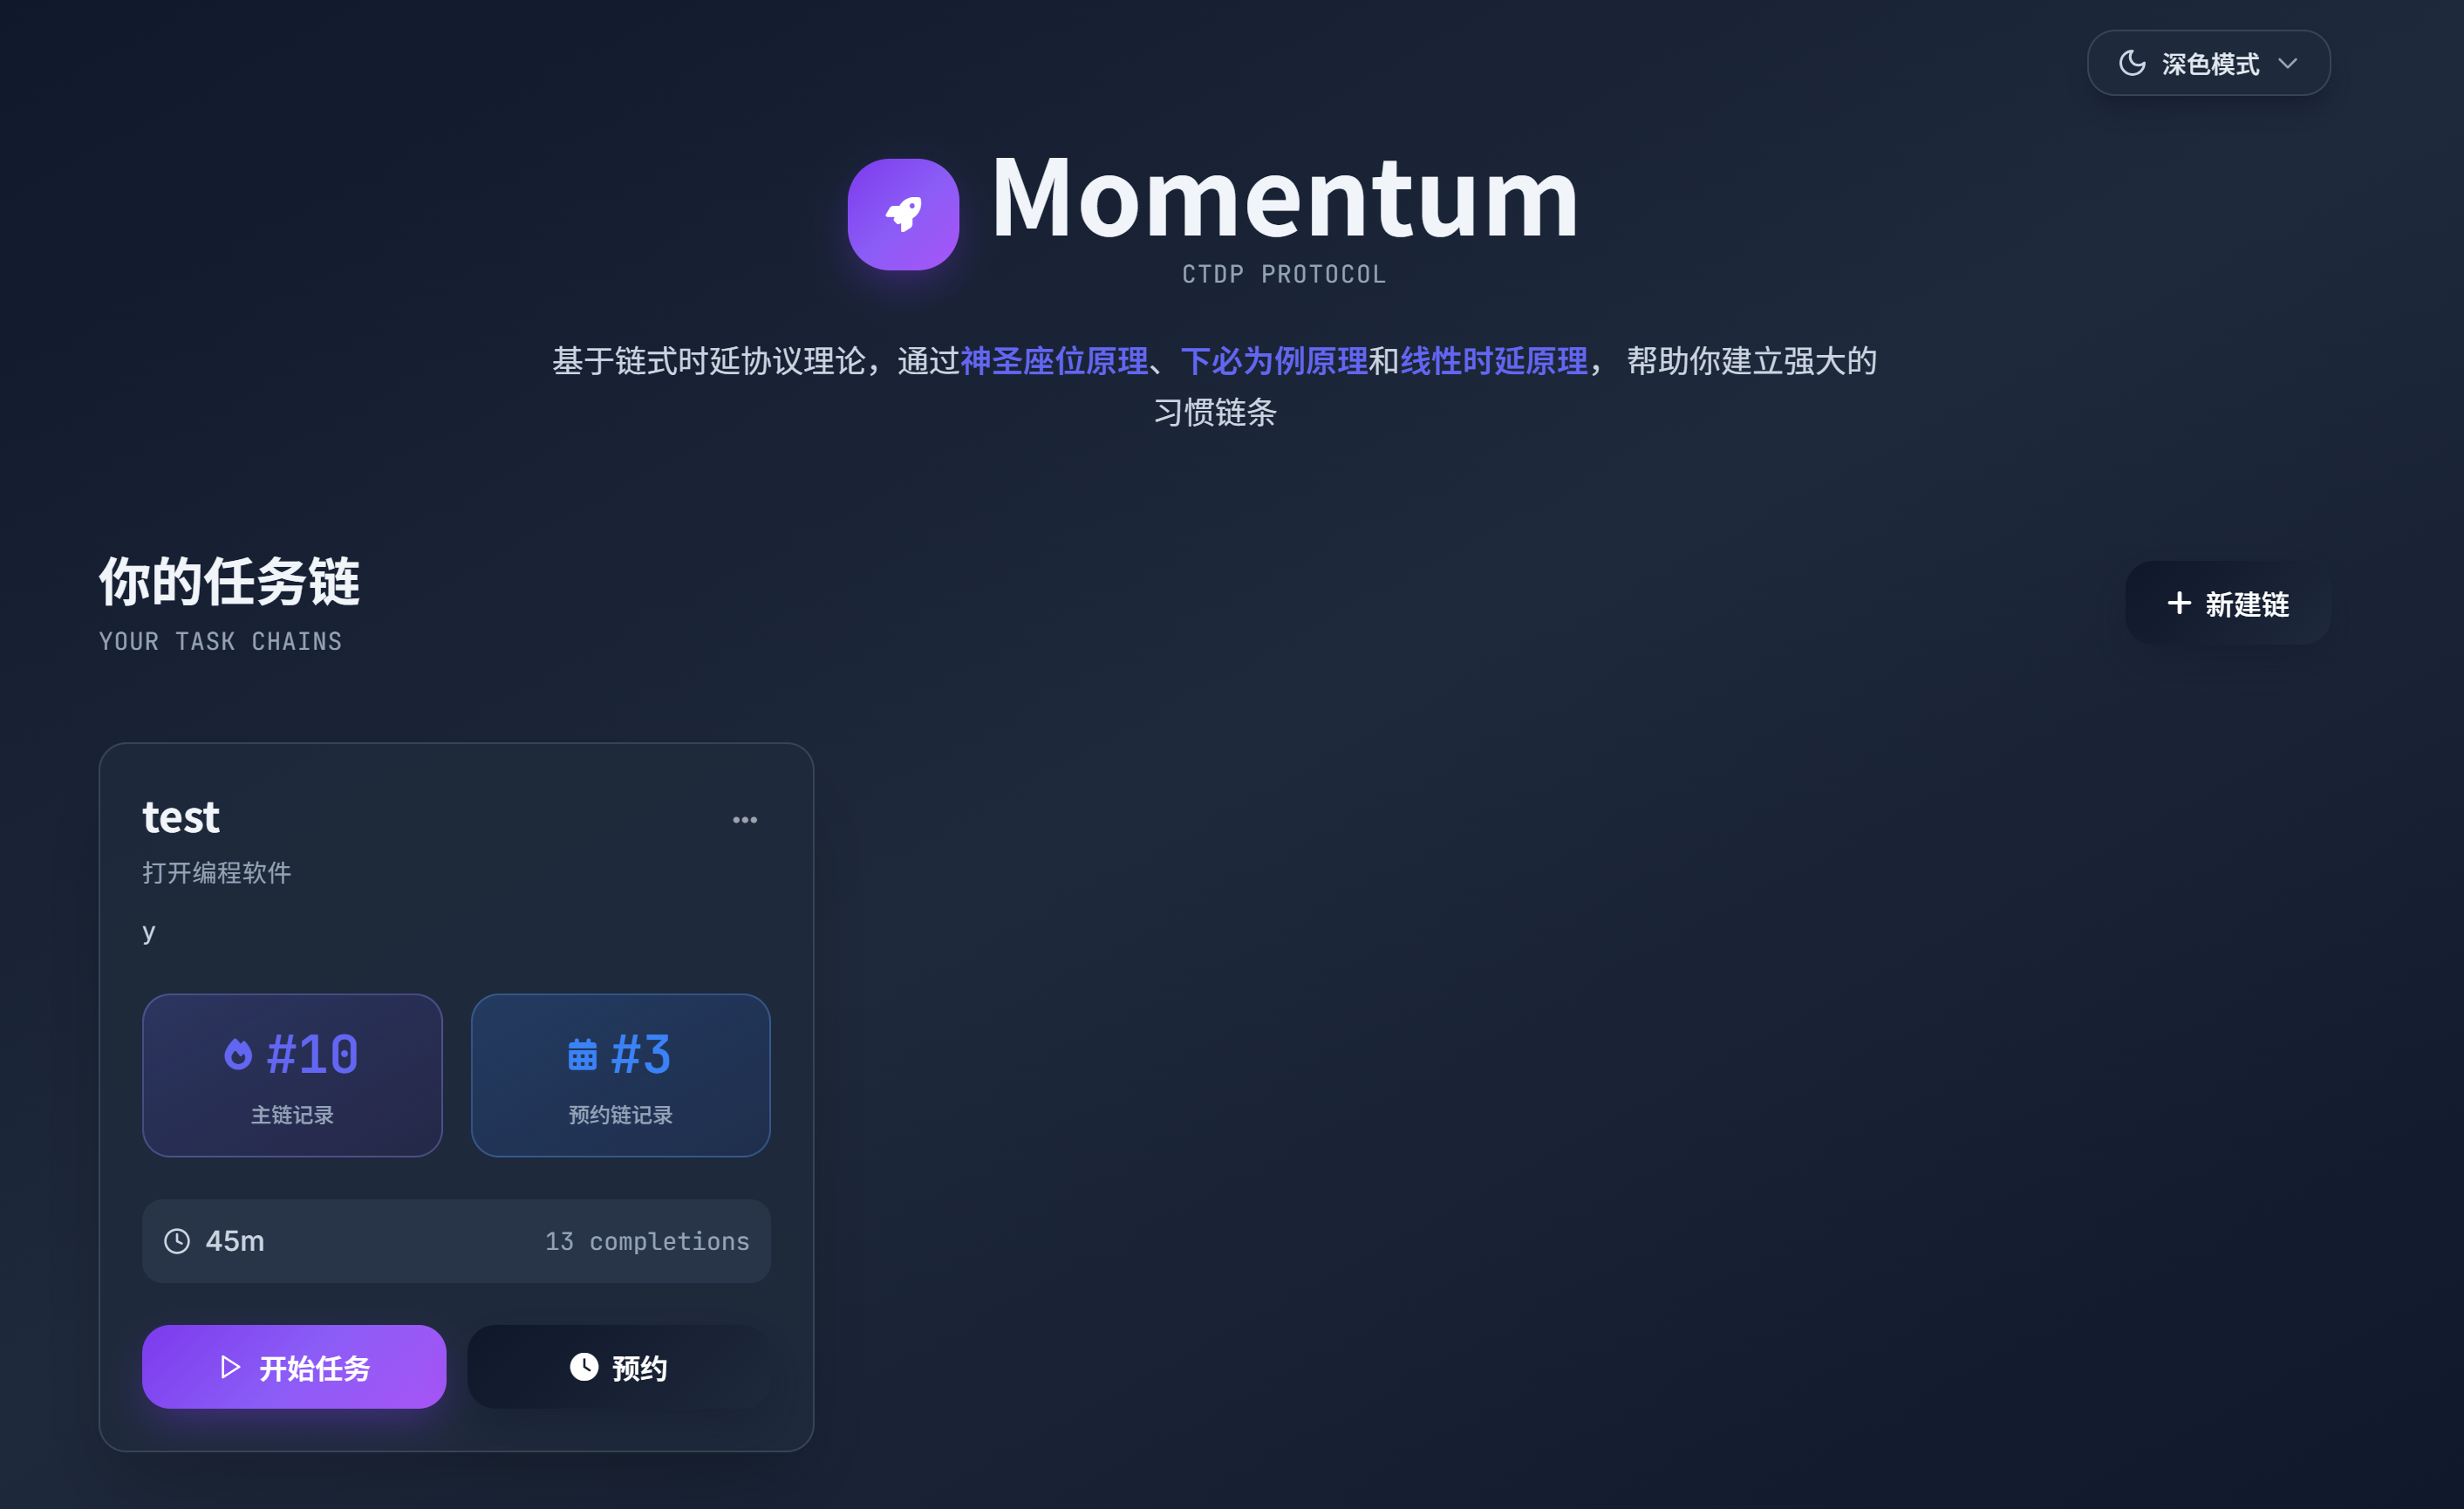 深色模式
Momentum
CTDP PROTOCOL
基于链式时延协议理论，通过神圣座位原理、下必为例原理和线性时延原理， 帮助你建立强大的
习惯链条
你的任务链
YOUR TASK CHAINS
新建链
test
打开编程软件
y
#10
主链记录
#3
预约链记录
45m
13 completions
开始任务
预约